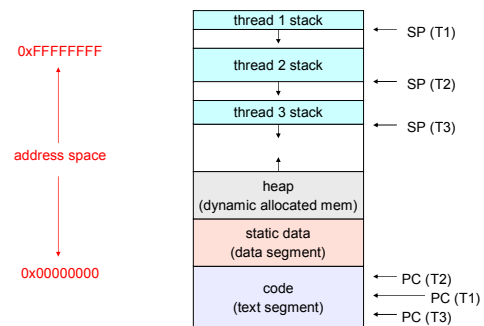 thread 1 stack
SP (T1)
0xFFFFFFFF
thread 2 stack
SP (T2)
thread 3 stack
SP (T3)
address space
heap
(dynamic allocated mem)
static data
(data segment)
0x00000000
code
(text segment)
PC (T2)
PC (T1)
PC (T3)